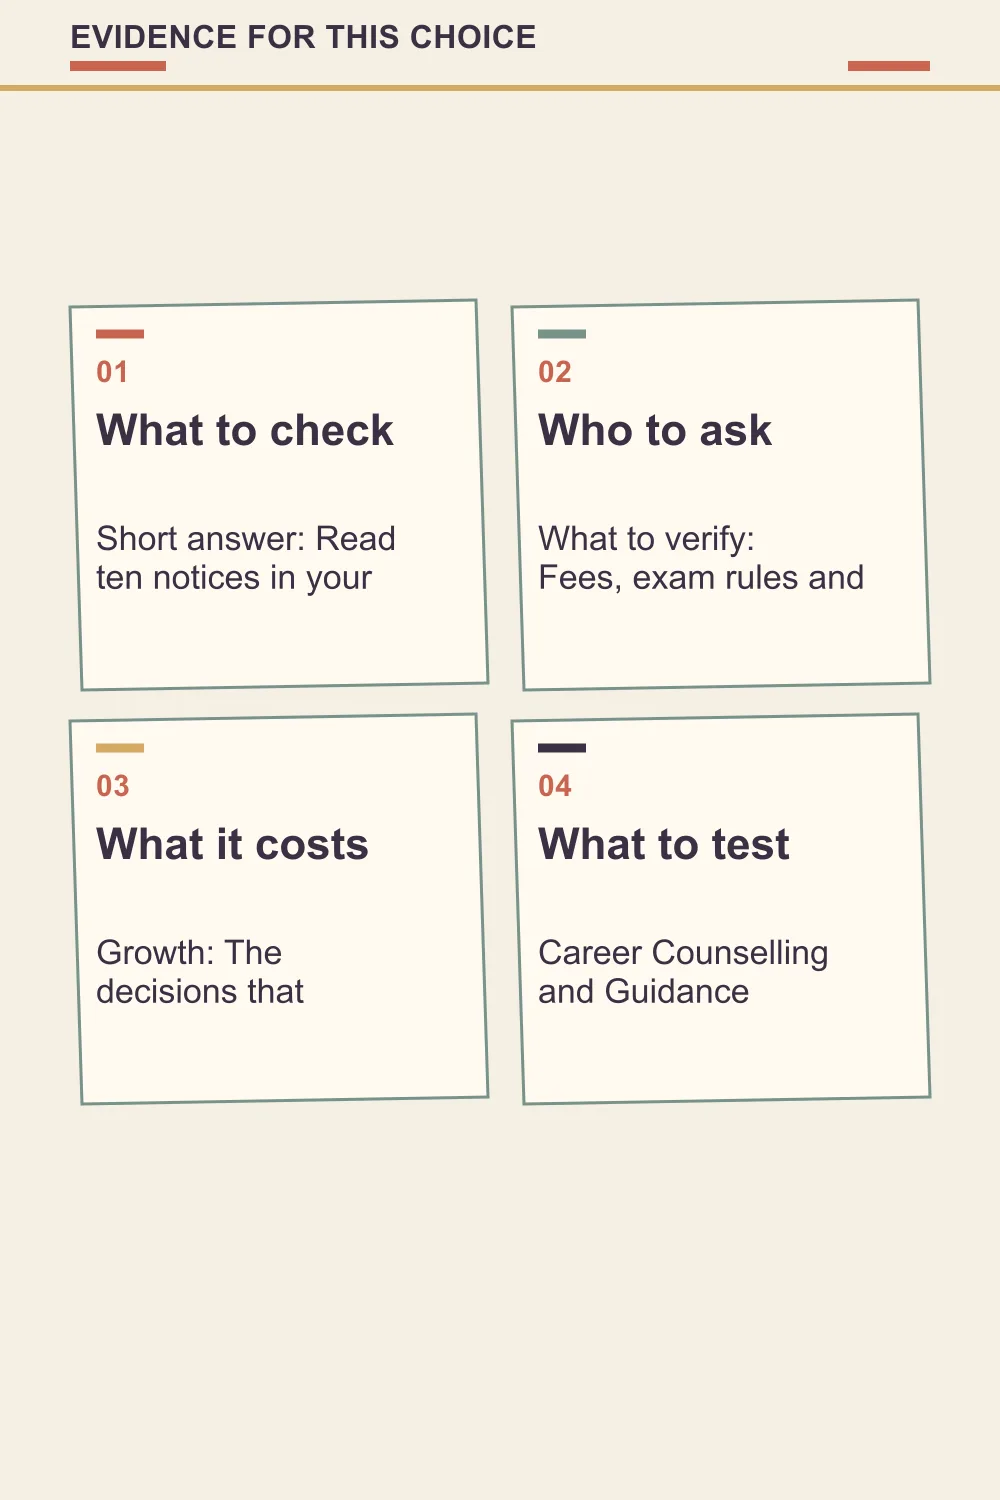 EVIDENCE FOR THIS CHOICE
01
What to check
Short answer: Read
ten notices in your
02
Who to ask
What to verify:
Fees, exam rules and
03
What it costs
Growth: The
decisions that
04
What to test
Career Counselling
and Guidance